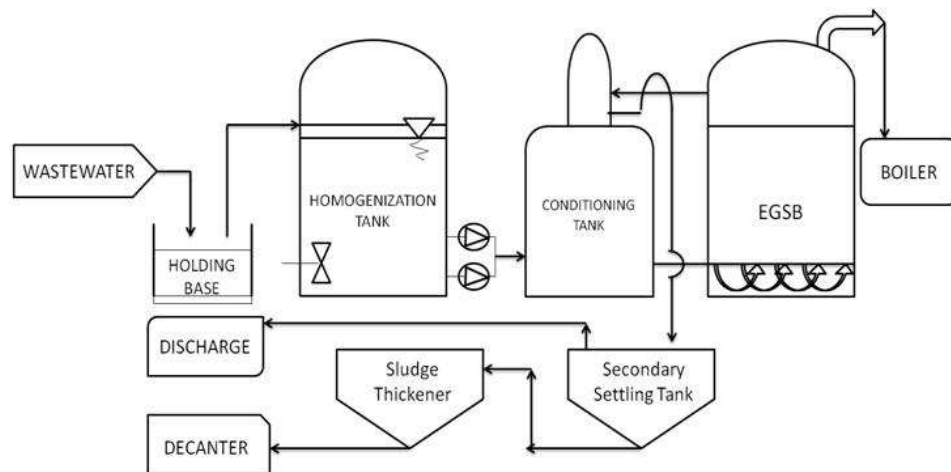 WASTEWATER
HOLDING
BASE
HOMOGENIZATION
TANK
CONDITIONING
TANK
EGSB
BOILER
DISCHARGE
Sludge
Thickener
Secondary
Settling Tank
DECANTER